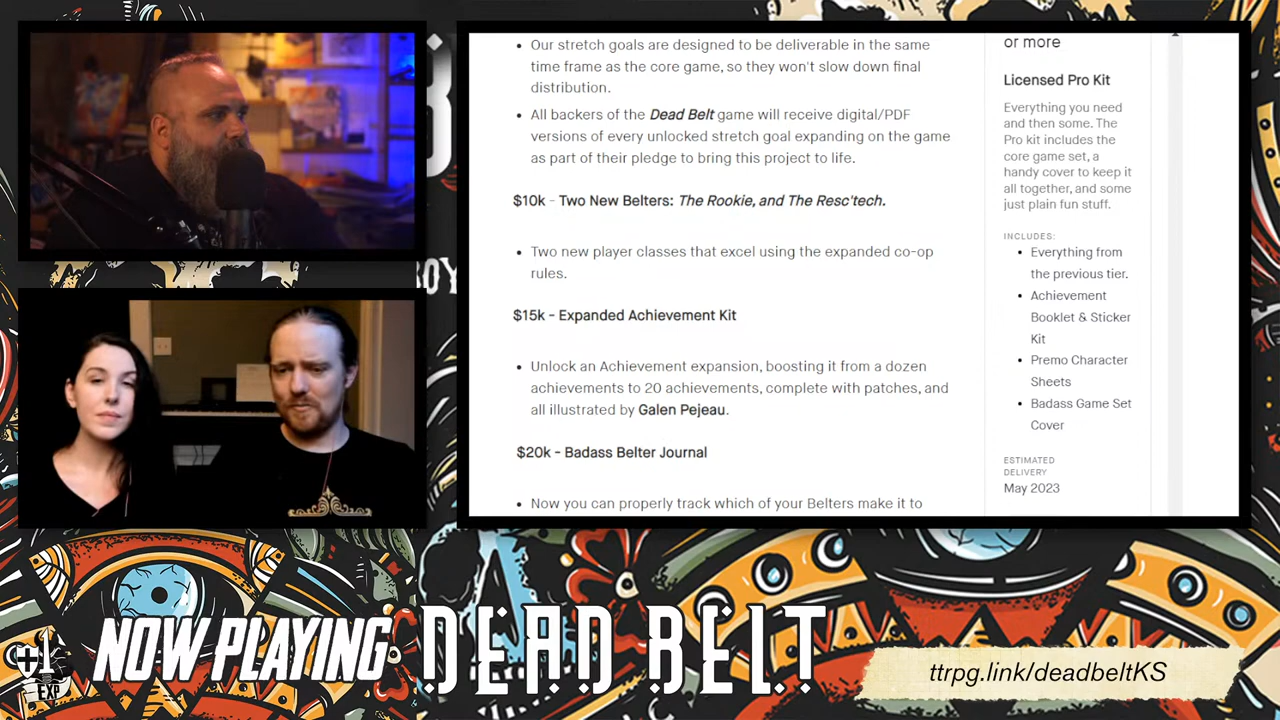 Our stretch goals are designed to be deliverable in the same
time frame as the core game, so they won't slow down final
distribution.
All backers of the Dead Belt game will receive digital/PDF
versions of every unlocked stretch goal expanding on the game
as part of their pledge to bring this project to life.
$10k - Two New Belters: The Rookie, and The Resc'tech.
Two new player classes that excel using the expanded co-op
rules.
$15k - Expanded Achievement Kit
Unlock an Achievement expansion, boosting it from a dozen
achievements to 20 achievements, complete with patches, and
all illustrated by Galen Pejeau.
$20k - Badass Belter Journal
Now you can properly track which of your Belters make it to
or more
Licensed Pro Kit
Everything you need
and then some. The
Pro kit includes the
core game set, a
handy cover to keep it
all together, and some
just plain fun stuff.
INCLUDES:
Everything from
the previous tier.
Achievement
Booklet & Sticker
Kit
Premo Character
Sheets
Badass Game Set
Cover
ESTIMATED
DELIVERY
May 2023
+1
EXP
NOW PLAYING DEAD BELT
ttrpg.link/deadbeltKS